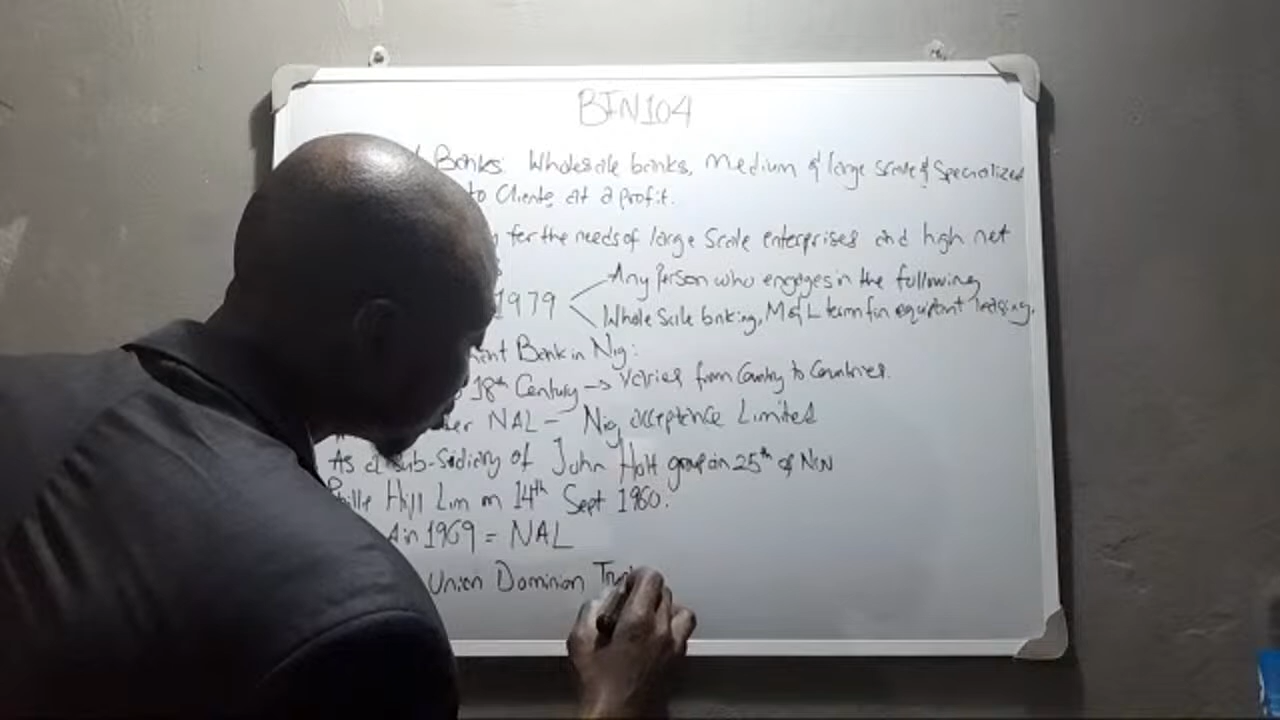 BFN104
Banks: Wholesale banks, Medium & large scale & Specialized
to Clients at a profit.
for the needs of large Scale enterprises and high net
1979
Any Person who engages in the following
Whole Sale banking, M & L term fin equipment leasing.
Bank in Nig:
18th Century → varies from Country to Countries.
NAL - Nig acceptance Limited
As a sub-sidiary of John Holt group on 25th of Nov
Hill Lim on 14th Sept 1960.
in 1969 = NAL
Union Dominion